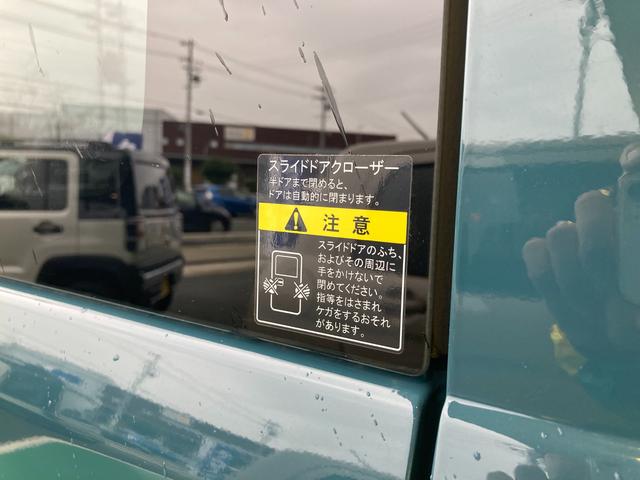 スライドドアクローザー
半ドアまで閉めると、
ドアは自動的に閉まります。
注意
スライドドアのふち、
およびその周辺に
手をかけないで
閉めてください。
指等をはさまれ
ケガをするおそれ
があります。